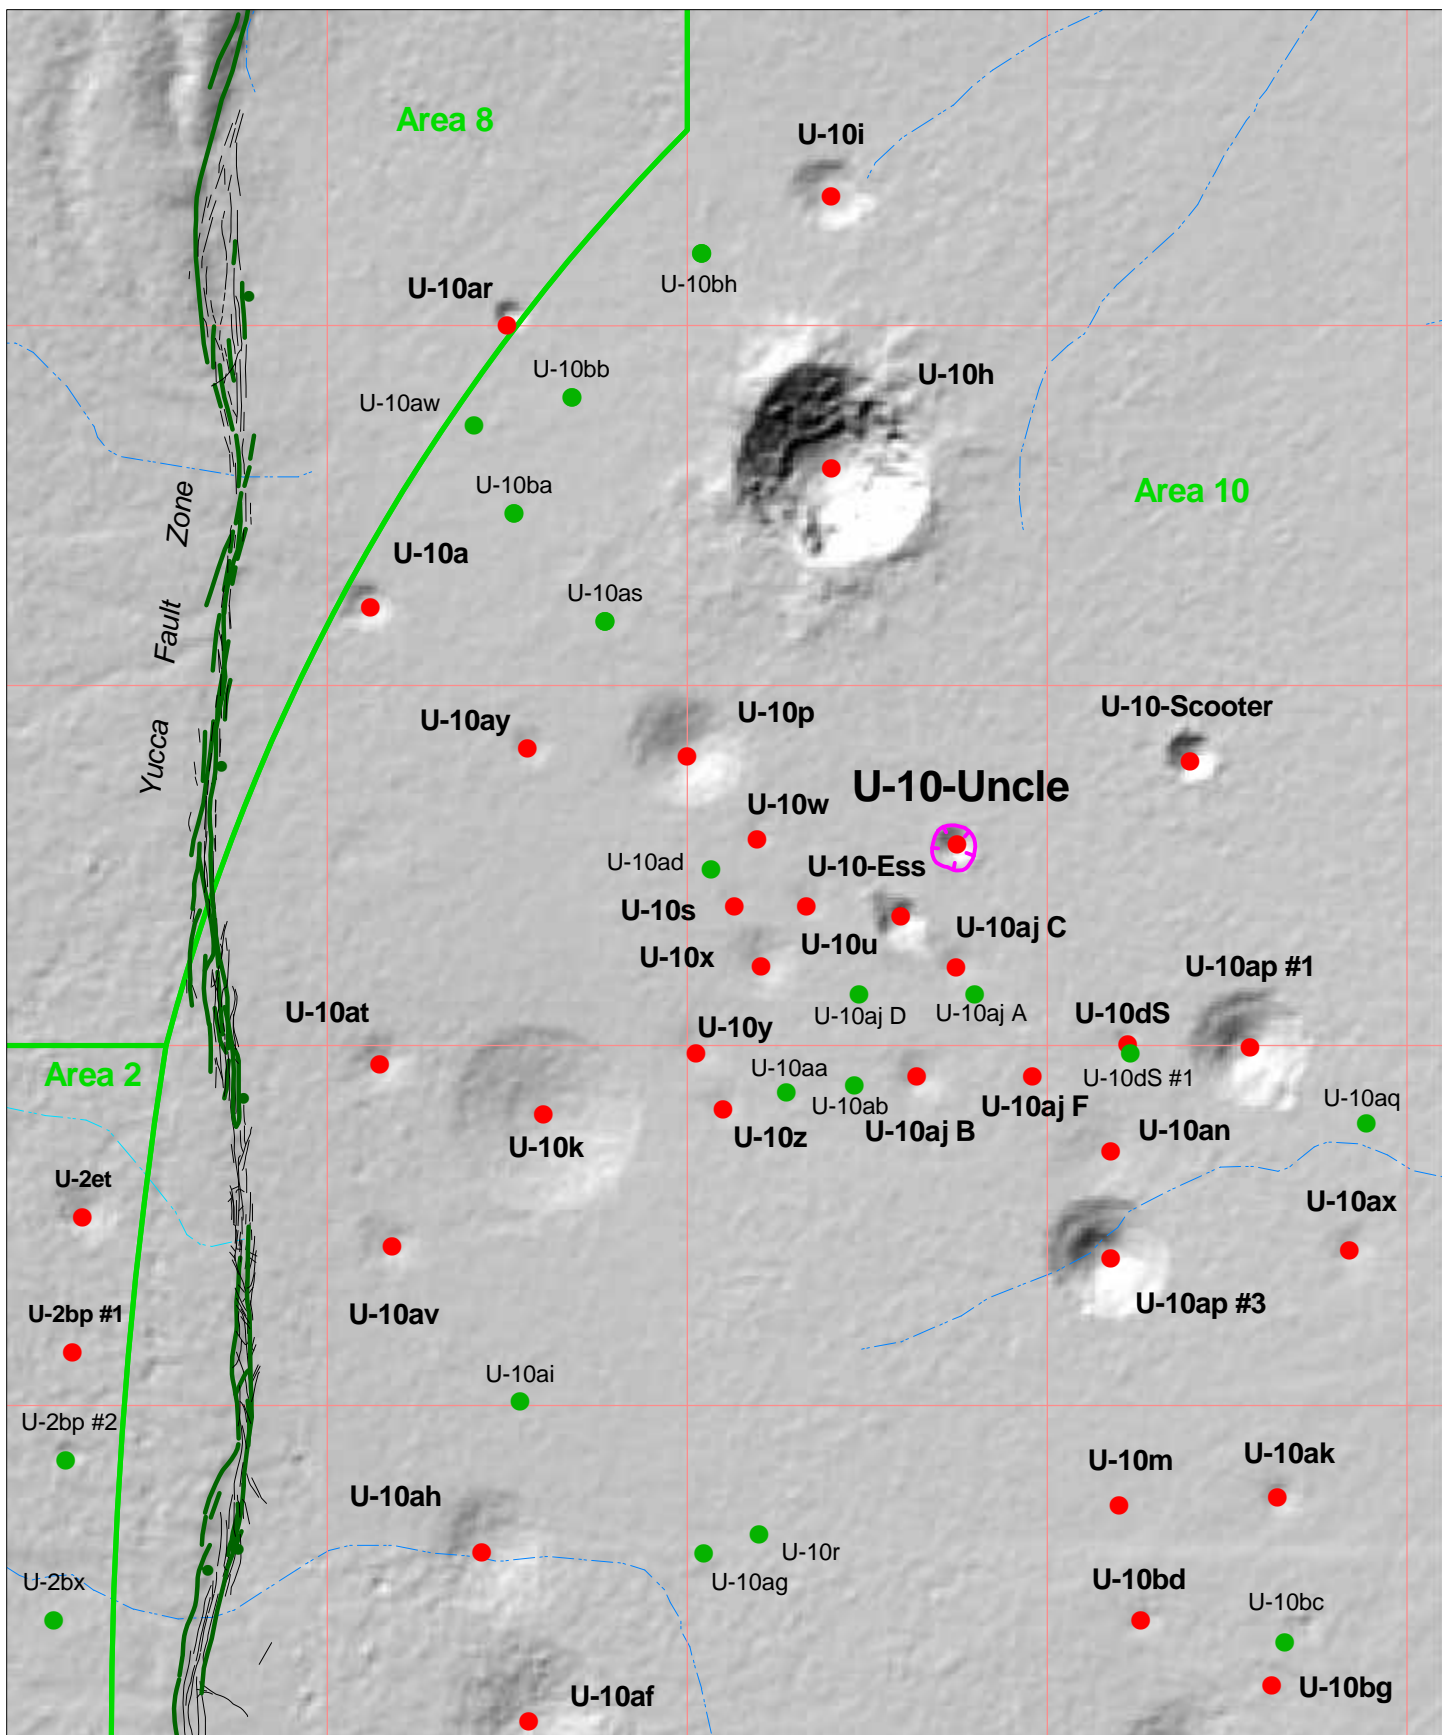 Area 8
U-10i
U-10bh
U-10ar
U-10bb
U-10h
U-10aw
U-10ba
Area 10
Zone
U-10a
U-10as
Fault
U-10ay
U-10p
U-10-Scooter
Yucca
U-10-Uncle
U-10w
U-10ad
U-10-Ess
U-10s
U-10aj C
U-10u
U-10x
U-10ap #1
U-10at
U-10aj D
U-10aj A
U-10dS
U-10y
U-10dS #1
Area 2
U-10aa
U-10ab
U-10aj F
U-10aq
U-10z
U-10aj B
U-10an
U-10k
U-2et
U-10ax
U-10ap #3
U-2bp #1
U-10av
U-10ai
U-2bp #2
U-10m
U-10ak
U-10ah
U-10r
U-10ag
U-2bx
U-10bd
U-10bc
U-10af
U-10bg